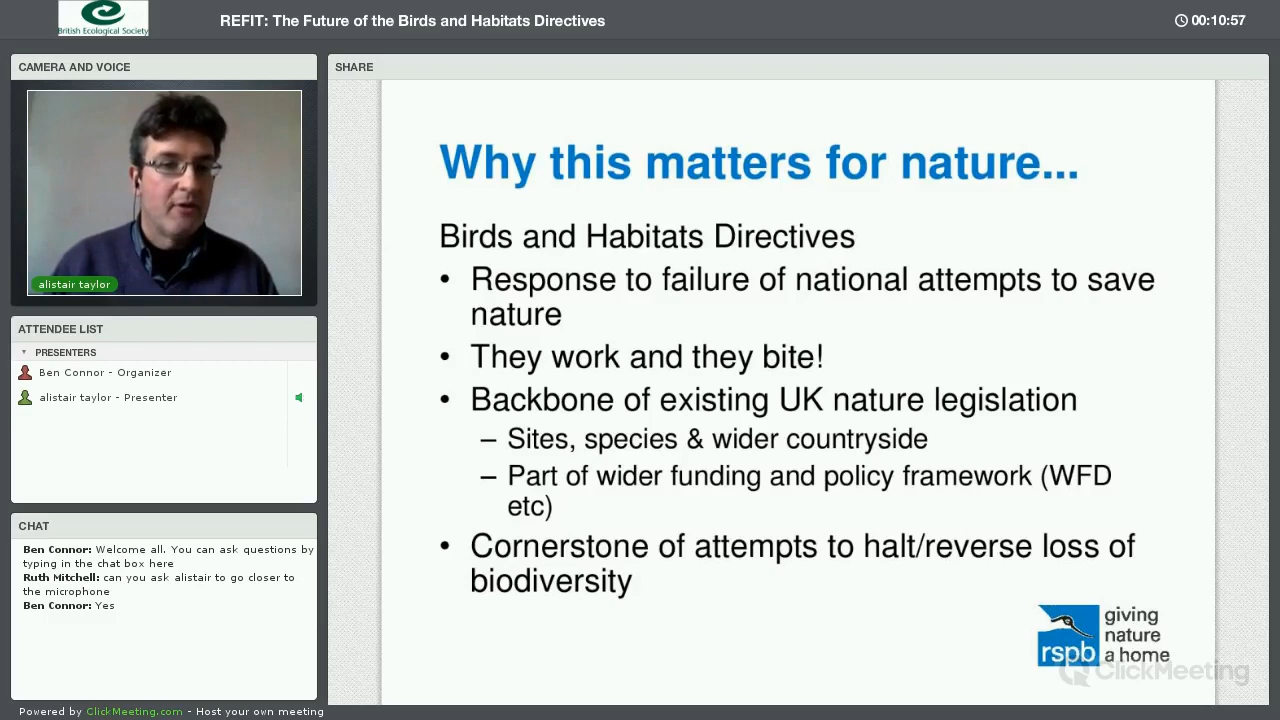 British Ecological Society
REFIT: The Future of the Birds and Habitats Directives
00:10:57
CAMERA AND VOICE
alistair taylor
ATTENDEE LIST
PRESENTERS
Ben Connor - Organizer
alistair taylor - Presenter
CHAT
Ben Connor: Welcome all. You can ask questions by
typing in the chat box here
Ruth Mitchell: can you ask alistair to go closer to
the microphone
Ben Connor: Yes
Powered by ClickMeeting.com - Host your own meeting
SHARE
Why this matters for nature...
Birds and Habitats Directives
• Response to failure of national attempts to save
nature
• They work and they bite!
• Backbone of existing UK nature legislation
– Sites, species & wider countryside
– Part of wider funding and policy framework (WFD
etc)
• Cornerstone of attempts to halt/reverse loss of
biodiversity
rspb
giving
nature
a home
ClickMeeting